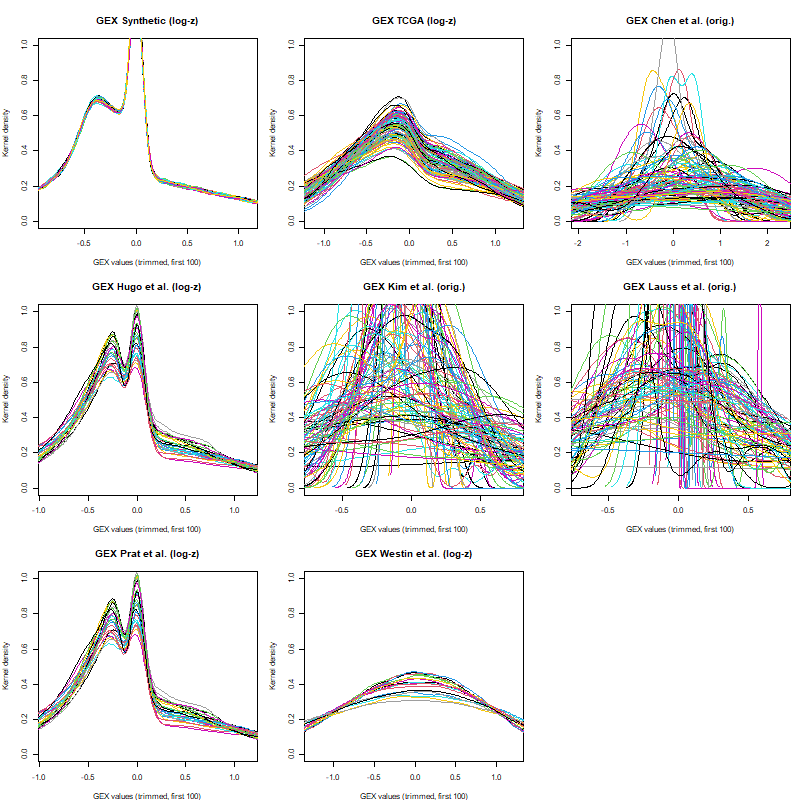 GEX Synthetic (log-z)
GEX TCGA (log-z)
GEX Chen et al. (orig.)
Kernel density
0.0 0.2 0.4 0.6 0.8 1.0
-0.5 0.0 0.5 1.0
GEX values (trimmed, first 100)
Kernel density
0.0 0.2 0.4 0.6 0.8 1.0
-1.0 -0.5 0.0 0.5 1.0
GEX values (trimmed, first 100)
Kernel density
0.0 0.2 0.4 0.6 0.8 1.0
-2 -1 0 1 2
GEX values (trimmed, first 100)
GEX Hugo et al. (log-z)
GEX Kim et al. (orig.)
GEX Lauss et al. (orig.)
Kernel density
0.0 0.2 0.4 0.6 0.8 1.0
-1.0 -0.5 0.0 0.5 1.0
GEX values (trimmed, first 100)
Kernel density
0.0 0.2 0.4 0.6 0.8 1.0
-0.5 0.0 0.5
GEX values (trimmed, first 100)
Kernel density
0.0 0.2 0.4 0.6 0.8 1.0
-0.5 0.0 0.5
GEX values (trimmed, first 100)
GEX Prat et al. (log-z)
GEX Westin et al. (log-z)
Kernel density
0.0 0.2 0.4 0.6 0.8 1.0
-1.0 -0.5 0.0 0.5 1.0
GEX values (trimmed, first 100)
Kernel density
0.0 0.2 0.4 0.6 0.8 1.0
-1.0 -0.5 0.0 0.5 1.0
GEX values (trimmed, first 100)